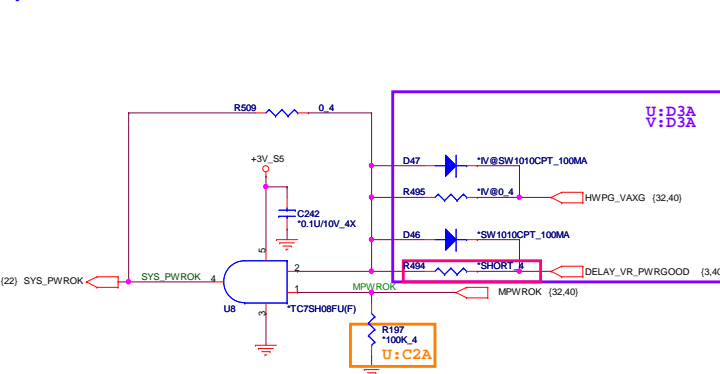 R509
0_4
U:D3A
V:D3A
D47
*IV@SW1010CPT_100MA
+3V_S5
R495
*IV@0_4
HWPG_VAXG {32,40}
C242
*0.1U/10V_4X
D46
*SW1010CPT_100MA
5
2
R494
*SHORT_4
DELAY_VR_PWRGOOD {3,40
{22} SYS_PWROK
SYS_PWROK
4
MPWROK
1
MPWROK {32,40}
U8
3
*TC7SH08FU(F)
R197
*100K_4
U:C2A